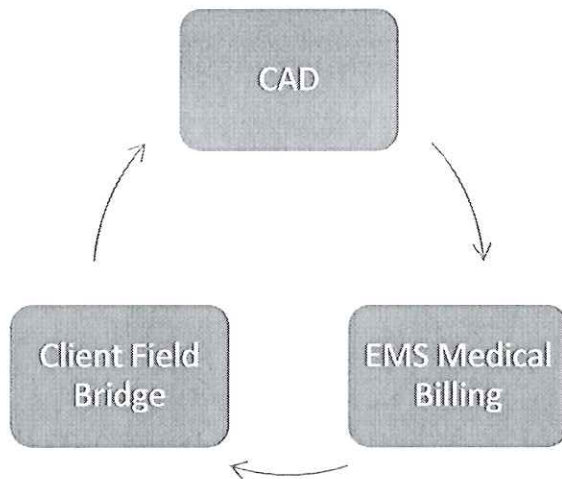 CAD
Client Field
Bridge
EMS Medical
Billing